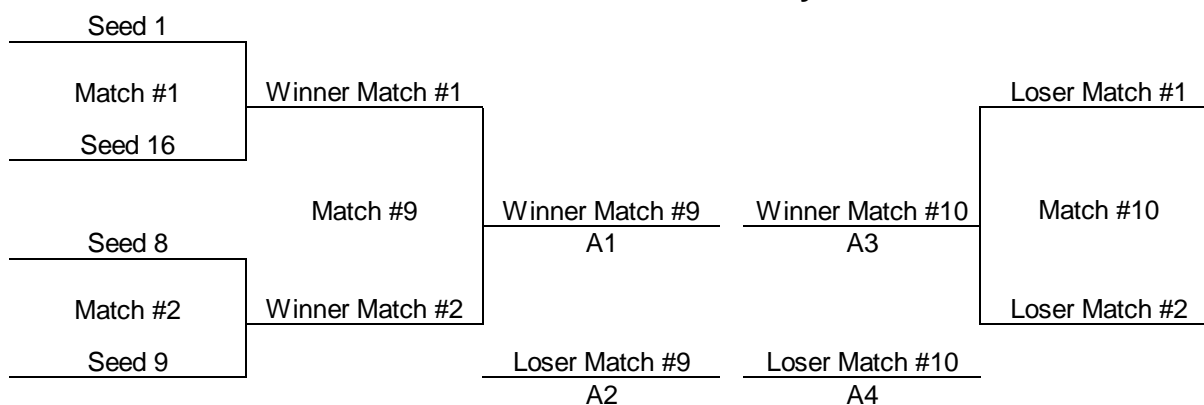 Seed 1
Match #1
Winner Match #1
Loser Match #1
Seed 16
Match #9
Winner Match #9
Winner Match #10
Match #10
A1
A3
Seed 8
Match #2
Winner Match #2
Loser Match #2
Seed 9
Loser Match #9
Loser Match #10
A2
A4